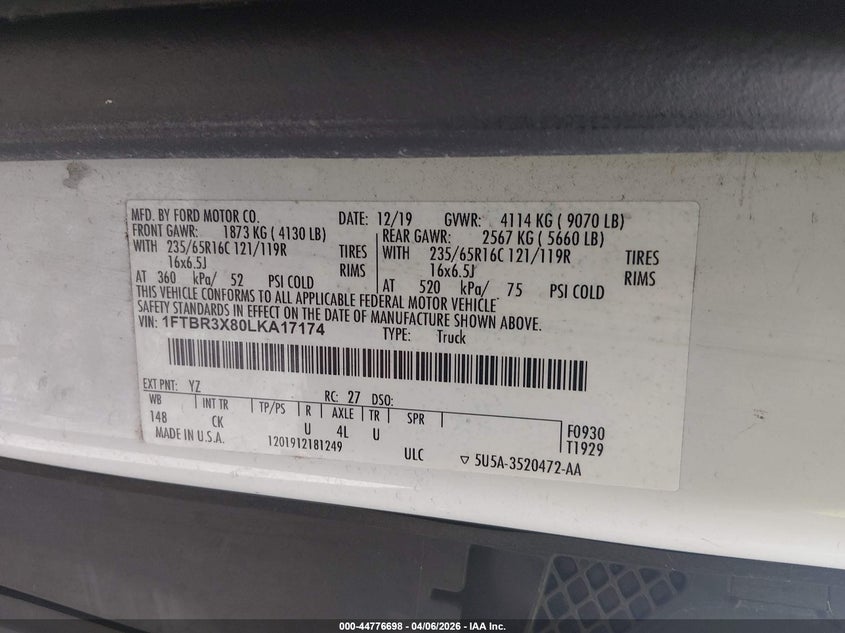 MFD. BY FORD MOTOR CO. DATE: 12/19 GVWR: 4114 KG ( 9070 LB)
FRONT GAWR: 1873 KG ( 4130 LB) REAR GAWR: 2567 KG ( 5660 LB)
WITH 235/65R16C 121/119R TIRES WITH 235/65R16C 121/119R TIRES
16x6.5J RIMS 16x6.5J RIMS
AT 360 kPa/ 52 PSI COLD AT 520 kPa/ 75 PSI COLD
THIS VEHICLE CONFORMS TO ALL APPLICABLE FEDERAL MOTOR VEHICLE
SAFETY STANDARDS IN EFFECT ON THE DATE OF MANUFACTURE SHOWN ABOVE.
VIN: 1FTBR3X80LKA17174 TYPE: Truck
EXT PNT: YZ RC: 27 DSO:
WB INT TR TP/PS R AXLE TR SPR
148 CK U 4L U F0930
MADE IN U.S.A. 1201912181249 ULC T1929
▽ 5U5A-3520472-AA
000-44776698 - 04/06/2026 - IAA Inc.